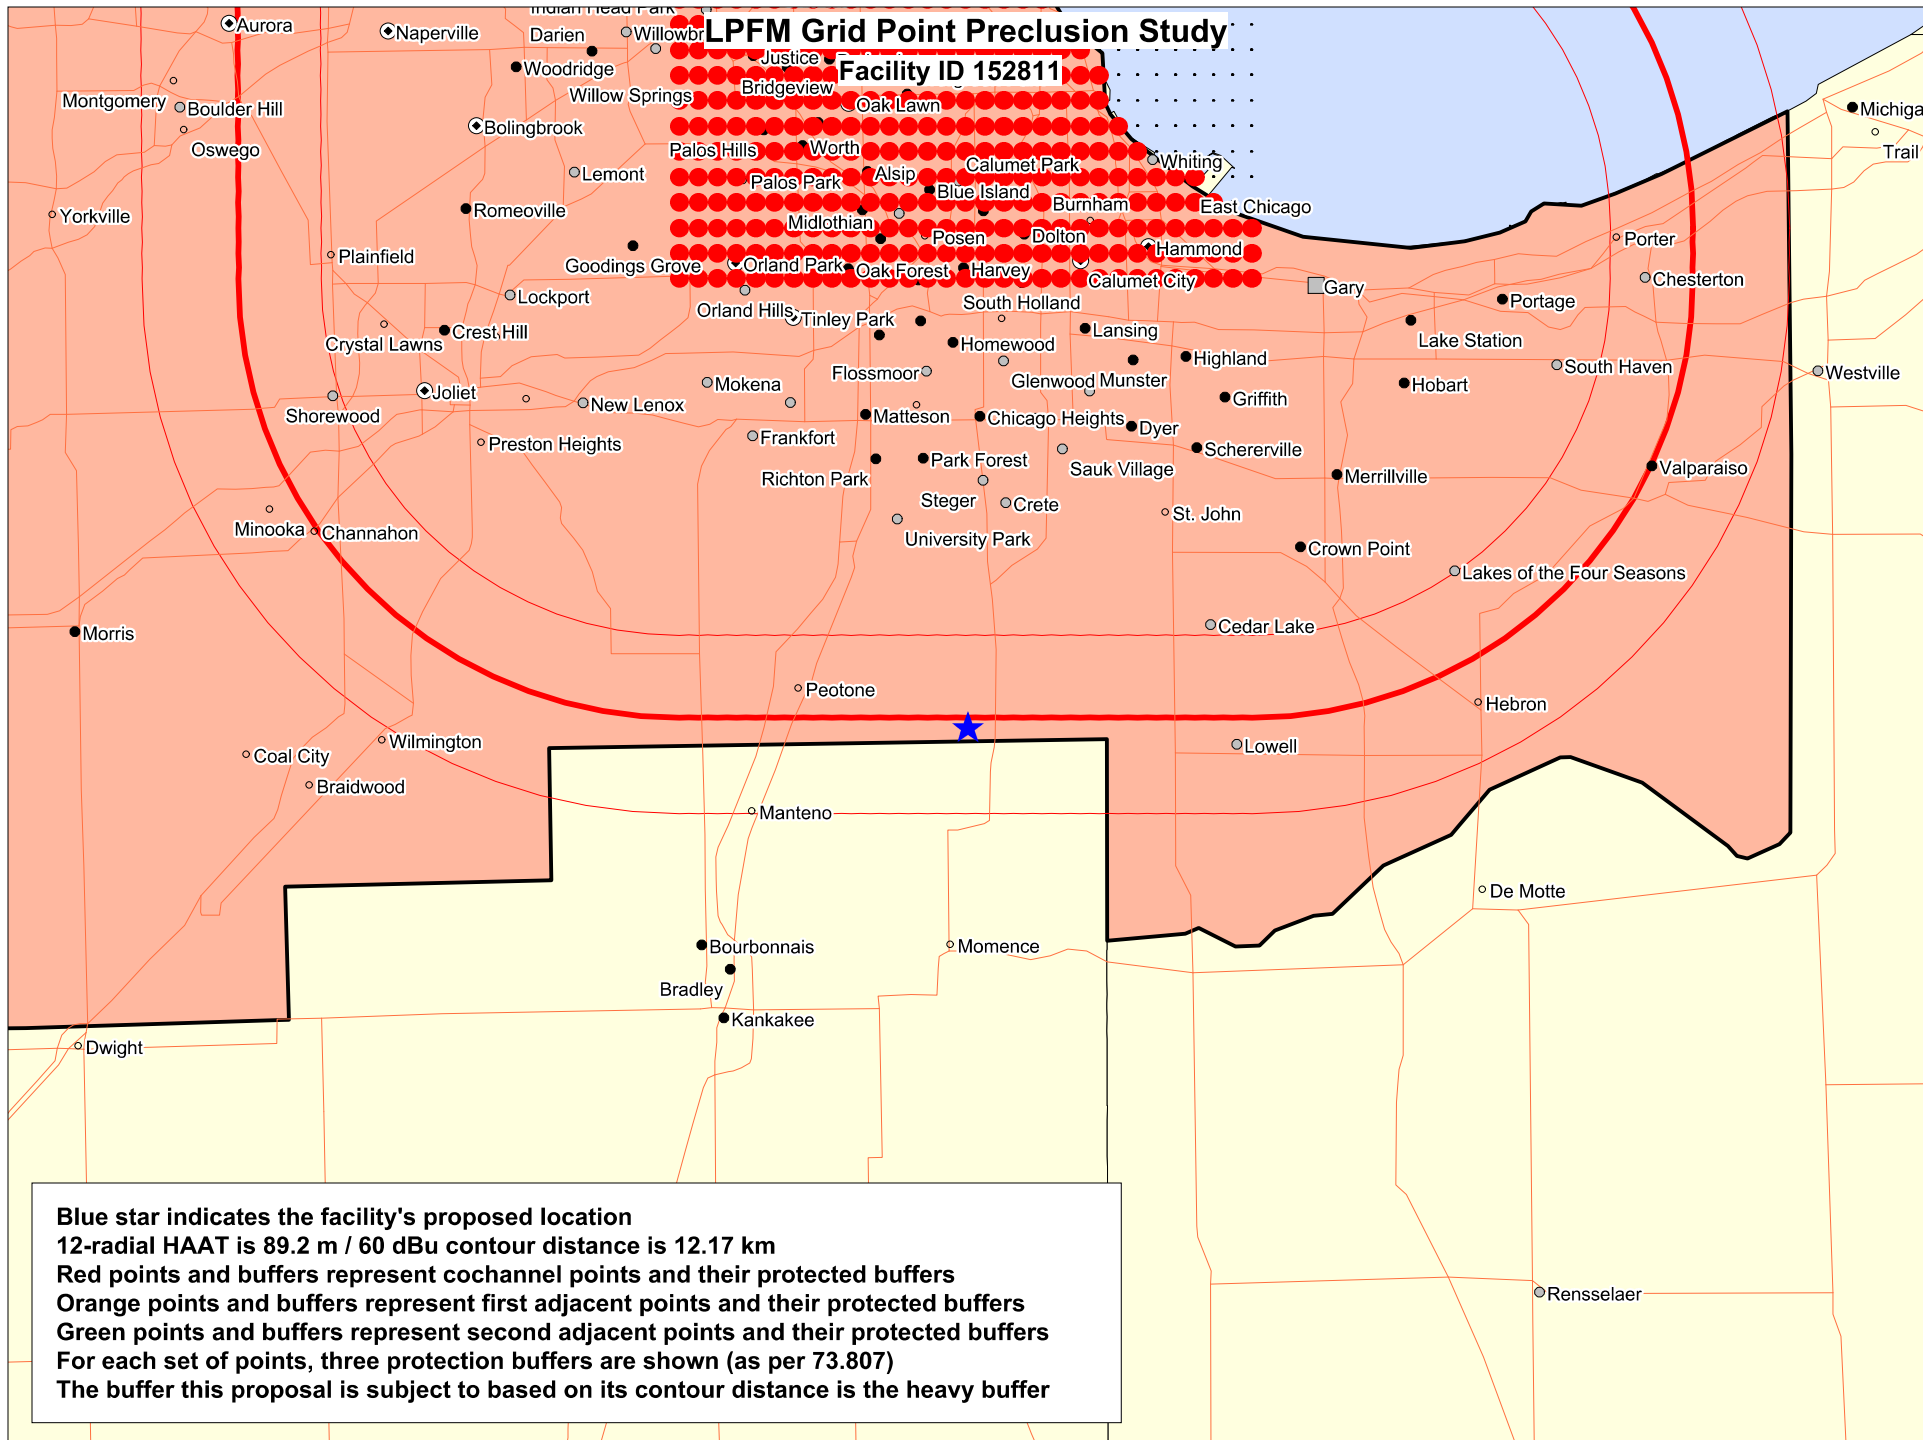 LPFM Grid Point Preclusion Study
Facility ID 152811
Aurora
Naperville
Darien
Willowbr
Justice
Woodridge
Bridgeview
Willow Springs
Montgomery
Boulder Hill
Oak Lawn
Michiga
Oswego
Bolingbrook
Palos Hills
Worth
Calumet Park
Whiting
Trail
Lemont
Palos Park
Alsip
Blue Island
Yorkville
Romeoville
Midlothian
Burnham
East Chicago
Plainfield
Posen
Dolton
Hammond
Porter
Goodings Grove
Orland Park
Oak Forest
Harvey
Calumet City
Gary
Chesterton
Lockport
Orland Hills
South Holland
Portage
Crystal Lawns
Crest Hill
Tinley Park
Homewood
Lansing
Lake Station
Highland
South Haven
Westville
Flossmoor
Glenwood
Munster
Shorewood
Joliet
New Lenox
Mokena
Hobart
Griffith
Preston Heights
Frankfort
Matteson
Chicago Heights
Dyer
Schererville
Richton Park
Park Forest
Sauk Village
Merrillville
Valparaiso
Steger
Crete
St. John
Minooka
Channahon
University Park
Crown Point
Lakes of the Four Seasons
Morris
Cedar Lake
Peotone
Hebron
Coal City
Wilmington
Lowell
Braidwood
Manteno
De Motte
Bourbonnais
Momence
Bradley
Kankakee
Dwight
Rensselaer
Blue star indicates the facility's proposed location
12-radial HAAT is 89.2 m / 60 dBu contour distance is 12.17 km
Red points and buffers represent cochannel points and their protected buffers
Orange points and buffers represent first adjacent points and their protected buffers
Green points and buffers represent second adjacent points and their protected buffers
For each set of points, three protection buffers are shown (as per 73.807)
The buffer this proposal is subject to based on its contour distance is the heavy buffer